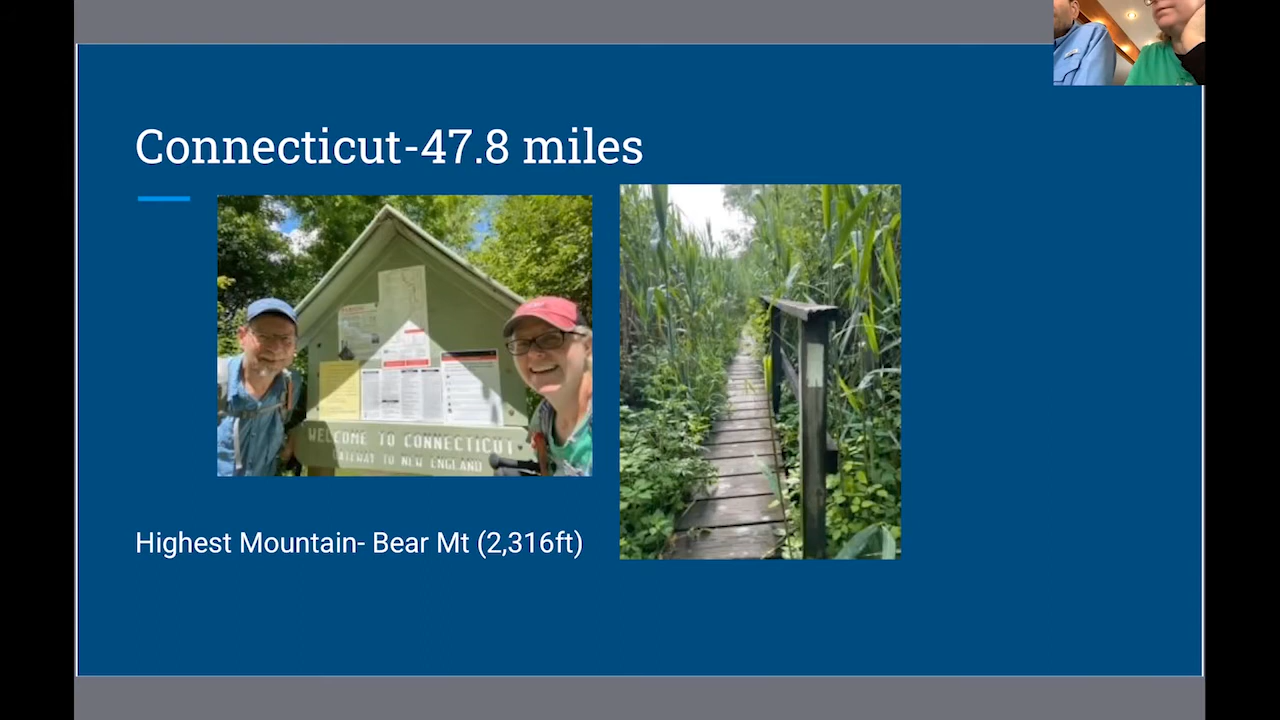 Connecticut-47.8 miles
WELCOME TO CONNECTICUT
GATEWAY TO NEW ENGLAND
Highest Mountain- Bear Mt (2,316ft)